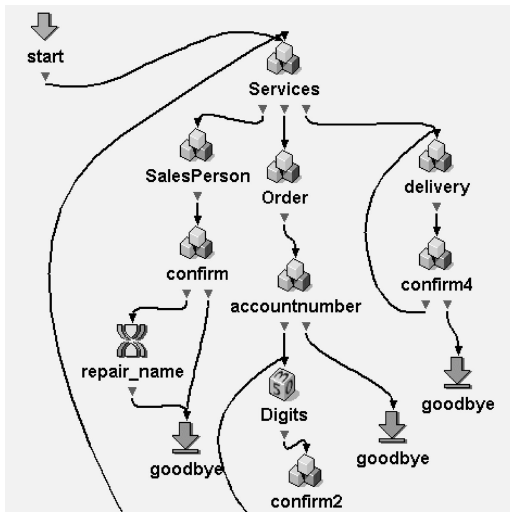 start
Services
SalesPerson
Order
delivery
confirm
confirm4
accountnumber
repair_name
Digits
goodbye
goodbye
goodbye
confirm2